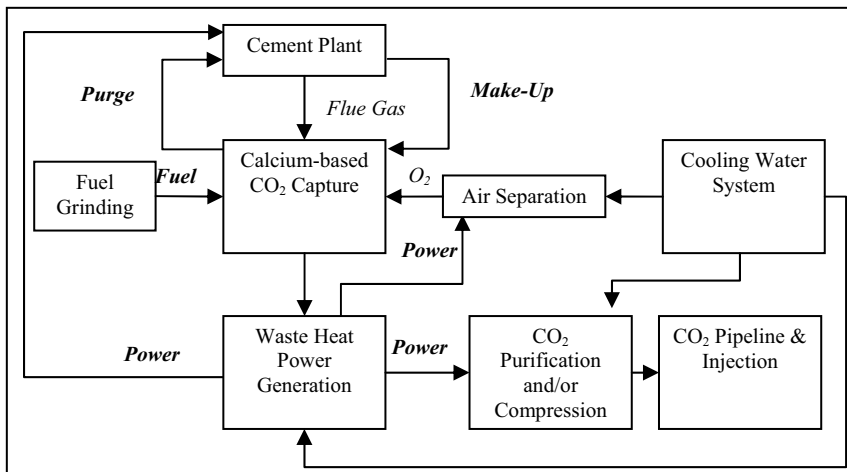 Cement Plant
Purge
Flue Gas
Make-Up
Calcium-based
CO₂ Capture
Cooling Water
System
Fuel
Grinding
Fuel
O₂
Air Separation
Power
Waste Heat
Power
Generation
Power
Power
CO₂
Purification
and/or
Compression
CO₂ Pipeline &
Injection